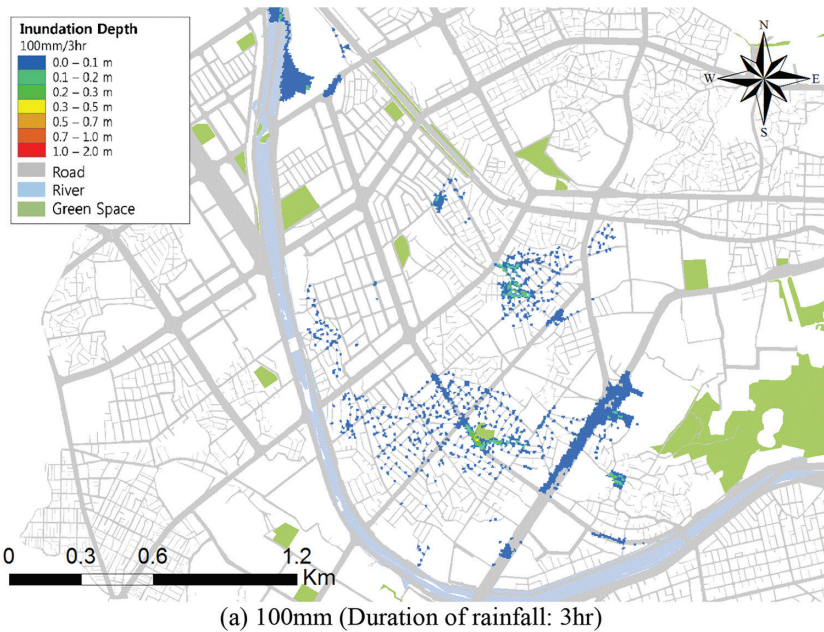 Inundation Depth
100mm/3hr
0.0 – 0.1 m
0.1 – 0.2 m
0.2 – 0.3 m
0.3 – 0.5 m
0.5 – 0.7 m
0.7 – 1.0 m
1.0 – 2.0 m
Road
River
Green Space
N
W E
S
0 0.3 0.6 1.2
Km
(a) 100mm (Duration of rainfall: 3hr)